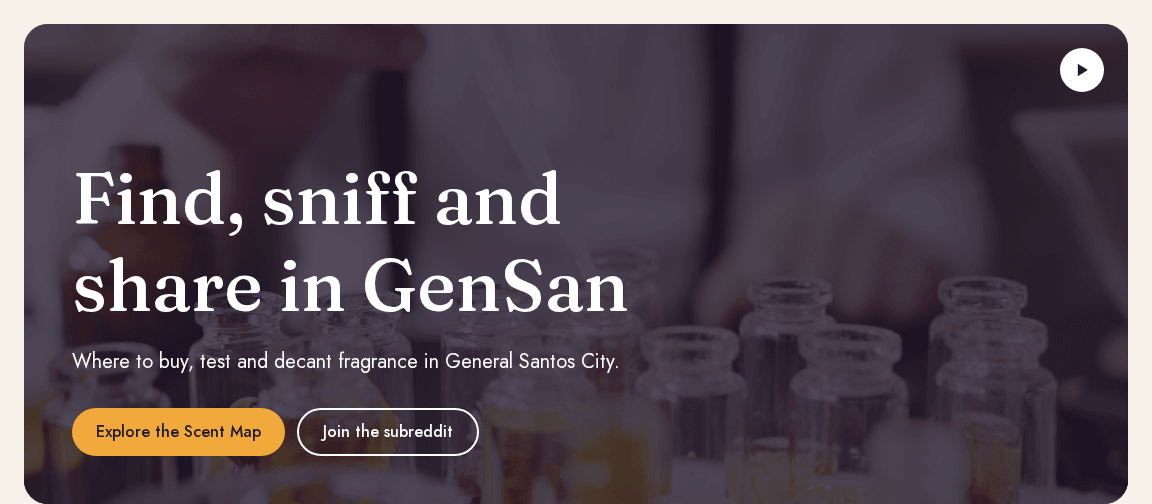 Find, sniff and
share in GenSan
Where to buy, test and decant fragrance in General Santos City.
Explore the Scent Map
Join the subreddit